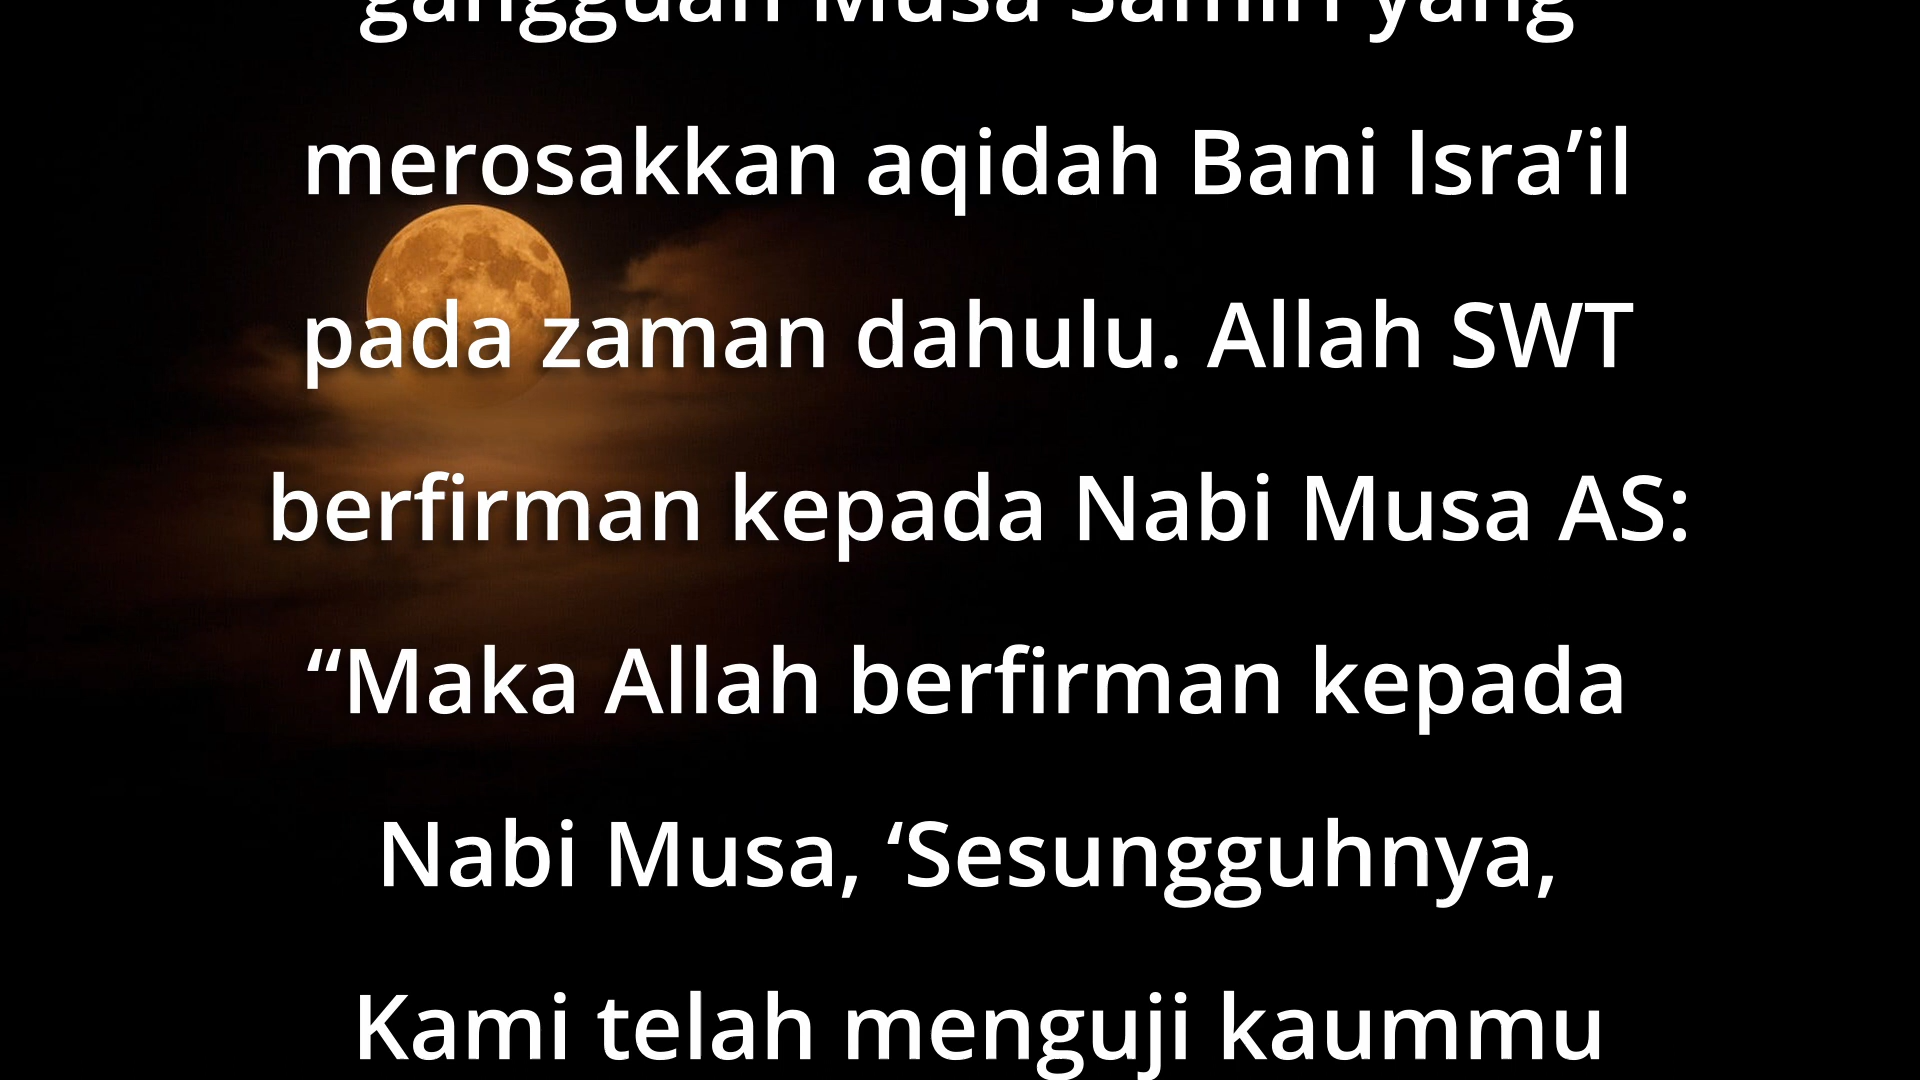 gangguan Musa Samiri yang
merosakkan aqidah Bani Isra’il
pada zaman dahulu. Allah SWT
berfirman kepada Nabi Musa AS:
“Maka Allah berfirman kepada
Nabi Musa, ‘Sesungguhnya,
Kami telah menguji kaummu